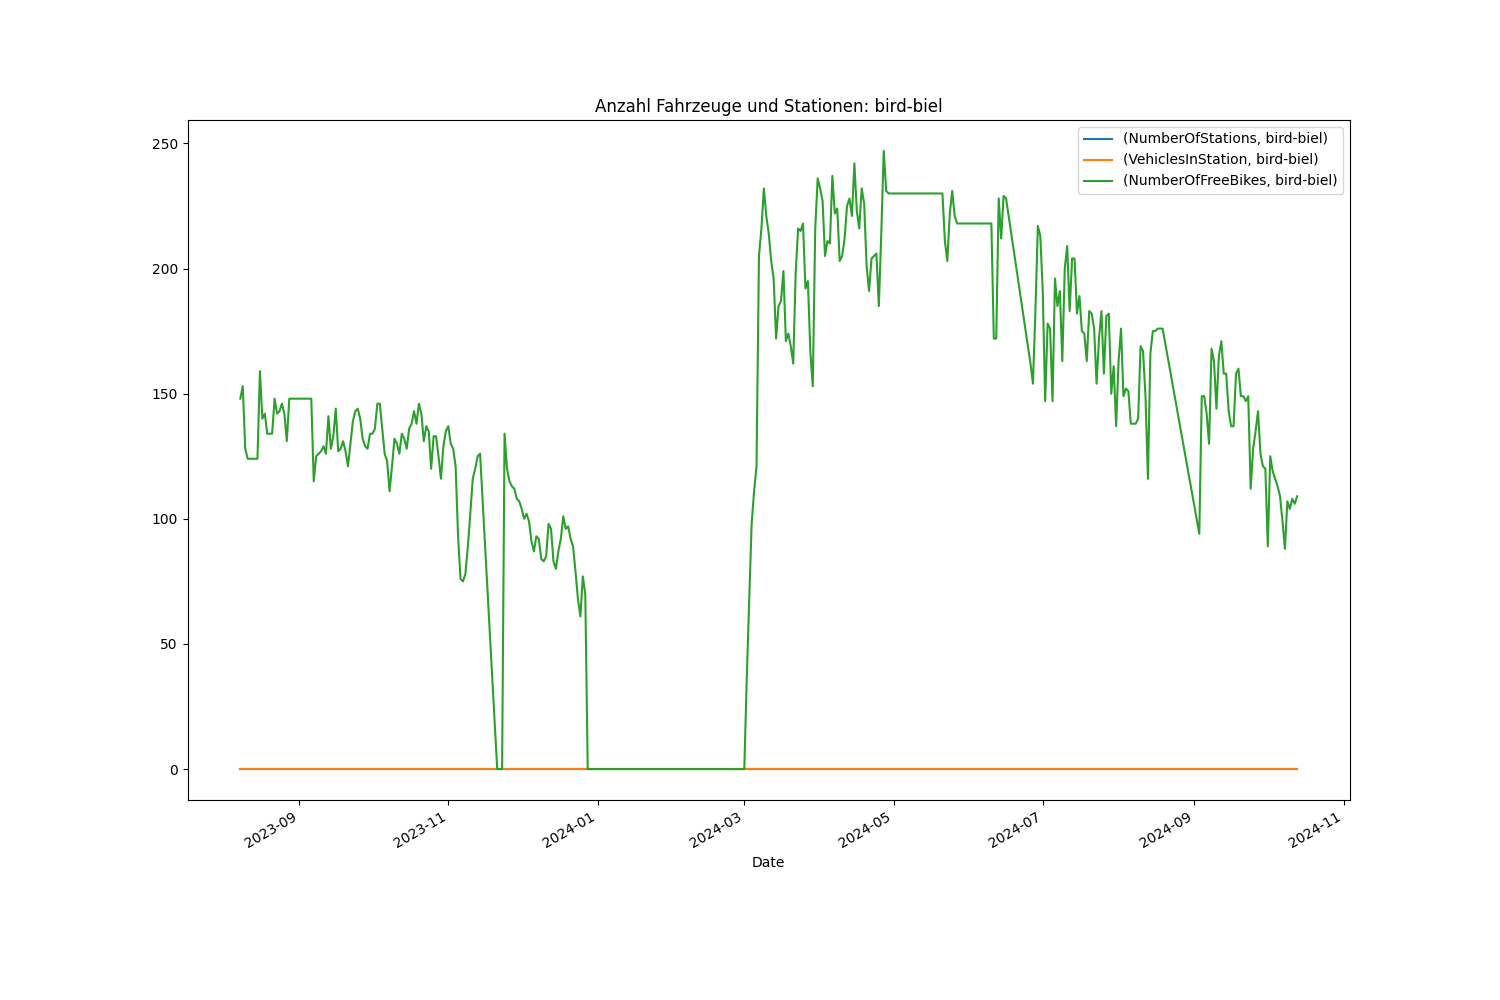 Anzahl Fahrzeuge und Stationen: bird-biel
(NumberOfStations, bird-biel)
(VehiclesInStation, bird-biel)
(NumberOfFreeBikes, bird-biel)
250
200
150
100
50
0
2023-09
2023-11
2024-01
2024-03
2024-05
2024-07
2024-09
2024-11
Date